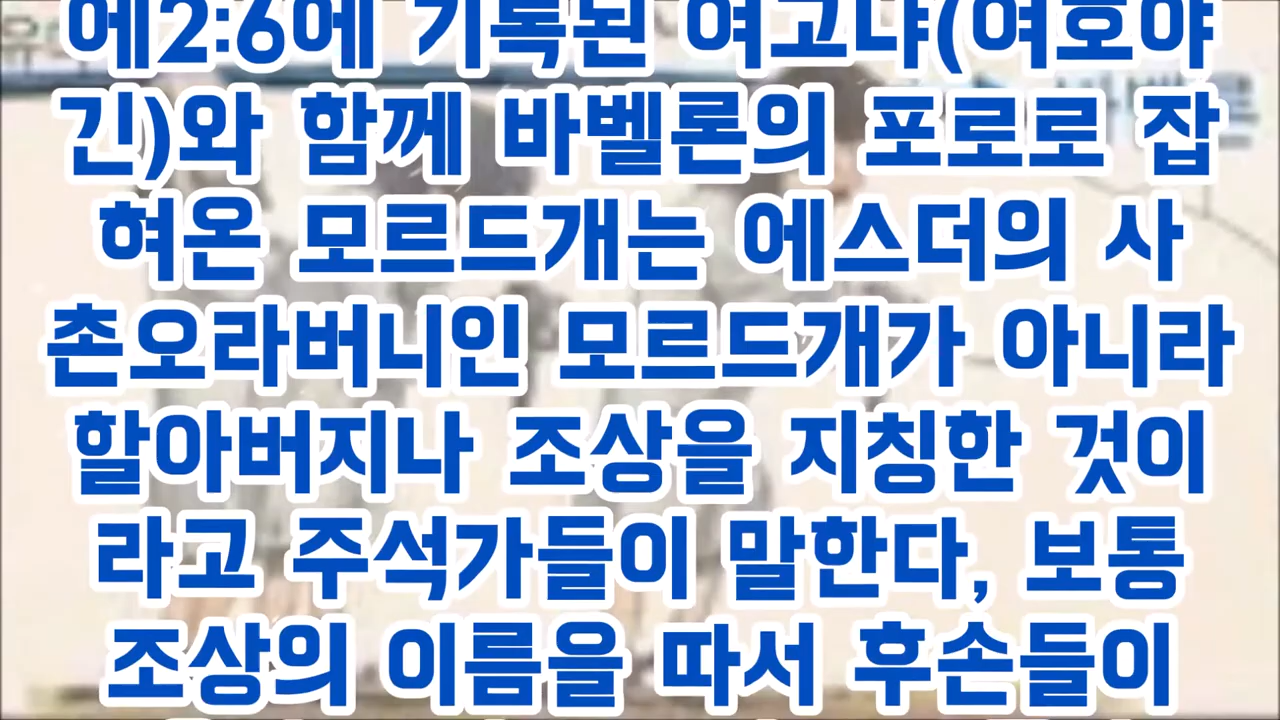 에2:6에 기록된 여고냐(여호야
긴)와 함께 바벨론의 포로로 잡
혀온 모르드개는 에스더의 사
촌오라버니인 모르드개가 아니라
할아버지나 조상을 지칭한 것이
라고 주석가들이 말한다, 보통
조상의 이름을 따서 후손들이